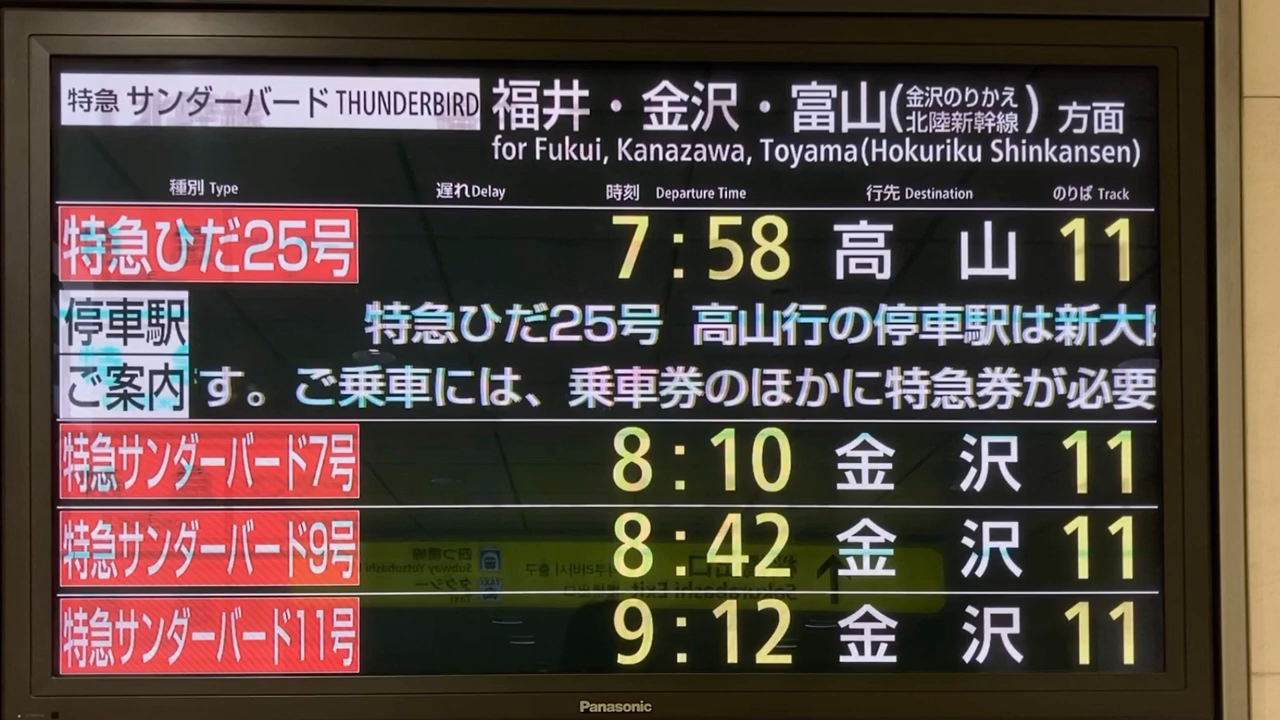 特急 サンダーバード THUNDERBIRD 福井・金沢・富山(金沢のりかえ 北陸新幹線) 方面
for Fukui, Kanazawa, Toyama(Hokuriku Shinkansen)
種別 Type 遅れ Delay 時刻 Departure Time 行先 Destination のりば Track
特急ひだ25号 7:58 高山 11
停車駅 特急ひだ25号 高山行の停車駅は新大
ご案内 す。ご乗車には、乗車券のほかに特急券が必要
特急サンダーバード7号 8:10 金沢 11
特急サンダーバード9号 8:42 金沢 11
特急サンダーバード11号 9:12 金沢 11
Panasonic